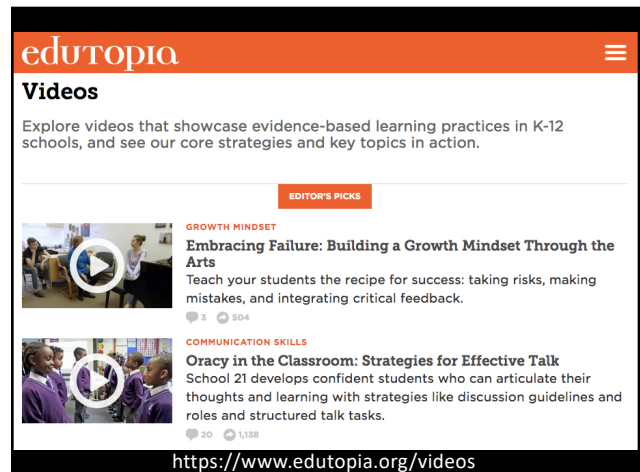 edutopia
Videos
Explore videos that showcase evidence-based learning practices in K-12
schools, and see our core strategies and key topics in action.
EDITOR'S PICKS
GROWTH MINDSET
Embracing Failure: Building a Growth Mindset Through the
Arts
Teach your students the recipe for success: taking risks, making
mistakes, and integrating critical feedback.
3 504
COMMUNICATION SKILLS
Oracy in the Classroom: Strategies for Effective Talk
School 21 develops confident students who can articulate their
thoughts and learning with strategies like discussion guidelines and
roles and structured talk tasks.
20 1,138
https://www.edutopia.org/videos